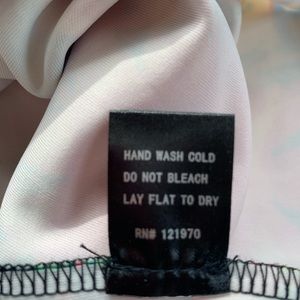 HAND WASH COLD
DO NOT BLEACH
LAY FLAT TO DRY
RN# 121970